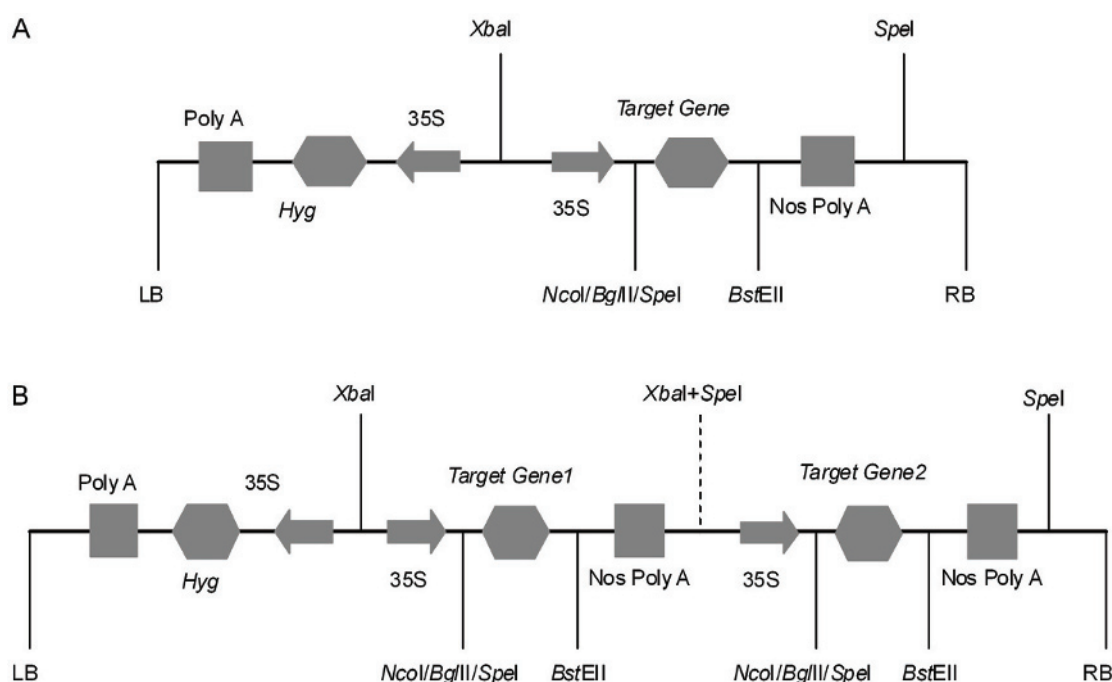 A
XbaI
SpeI
Poly A
35S
Target Gene
Hyg
35S
Nos Poly A
LB
NcoI/BglII/SpeI
BstEII
RB
B
XbaI
XbaI+SpeI
SpeI
Poly A
35S
Target Gene1
Target Gene2
Hyg
35S
Nos Poly A
35S
Nos Poly A
LB
NcoI/BglII/SpeI
BstEII
NcoI/BglII/SpeI
BstEII
RB